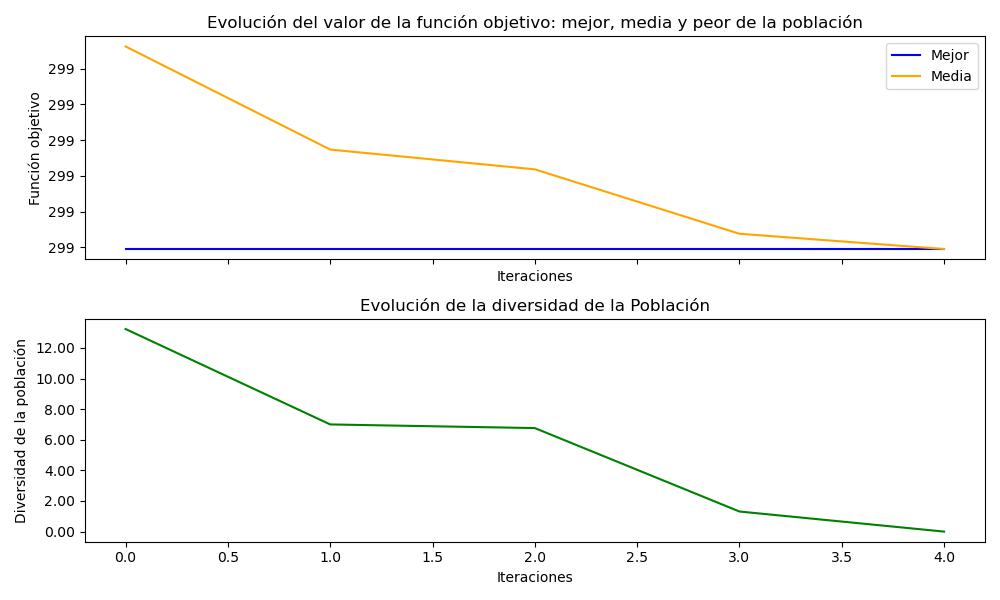 Evolución del valor de la función objetivo: mejor, media y peor de la población
Mejor
Media
299
299
299
299
299
299
Función objetivo
Iteraciones
Evolución de la diversidad de la Población
12.00
10.00
8.00
6.00
4.00
2.00
0.00
Diversidad de la población
0.0 0.5 1.0 1.5 2.0 2.5 3.0 3.5 4.0
Iteraciones